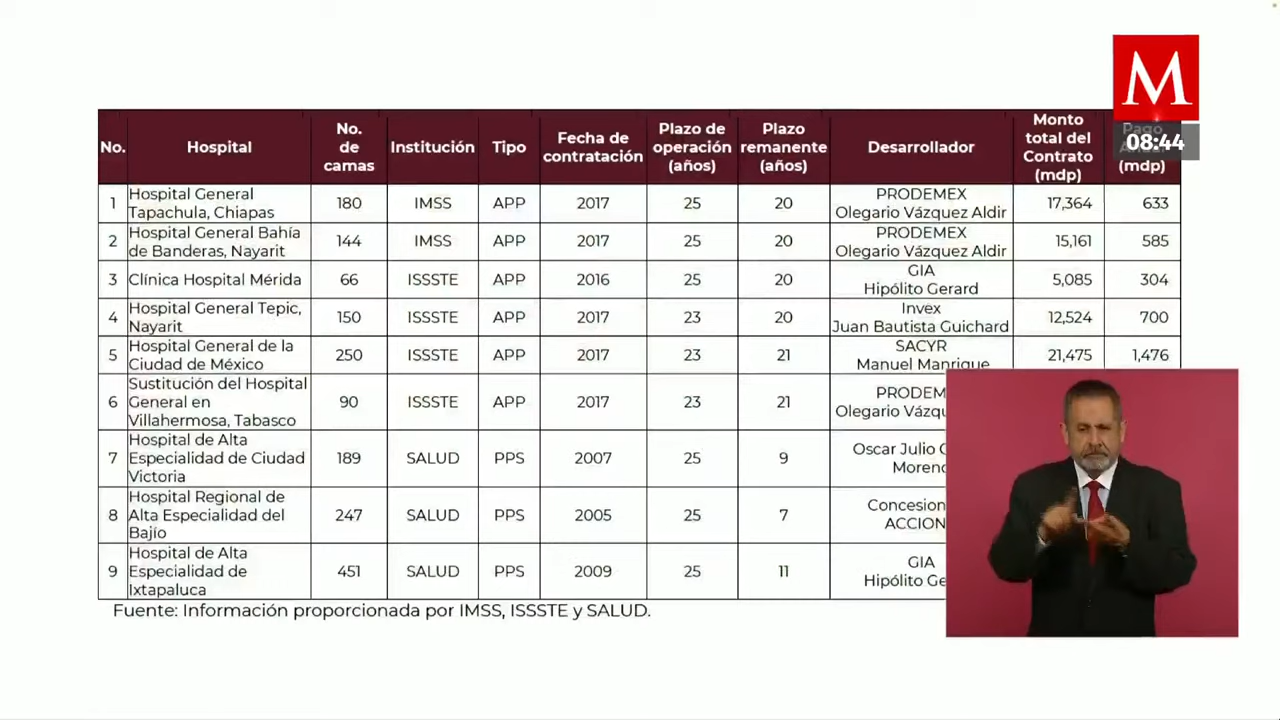 M
08:44
No.
Hospital
No.
de
camas
Institución
Tipo
Fecha de
contratación
Plazo de
operación
(años)
Plazo
remanente
(años)
Desarrollador
Monto
total del
Contrato
(mdp)
Pago
(mdp)
1
Hospital General
Tapachula, Chiapas
180
IMSS
APP
2017
25
20
PRODEMEX
Olegario Vázquez Aldir
17,364
633
2
Hospital General Bahía
de Banderas, Nayarit
144
IMSS
APP
2017
25
20
PRODEMEX
Olegario Vázquez Aldir
15,161
585
3
Clínica Hospital Mérida
66
ISSSTE
APP
2016
25
20
GIA
Hipólito Gerard
5,085
304
4
Hospital General Tepic,
Nayarit
150
ISSSTE
APP
2017
23
20
Invex
Juan Bautista Guichard
12,524
700
5
Hospital General de la
Ciudad de México
250
ISSSTE
APP
2017
23
21
SACYR
Manuel Manrique
21,475
1,476
6
Sustitución del Hospital
General en
Villahermosa, Tabasco
90
ISSSTE
APP
2017
23
21
Olegario
7
Hospital de Alta
Especialidad de Ciudad
Victoria
189
SALUD
PPS
2007
25
9
Oscar Julio
8
Hospital Regional de
Alta Especialidad del
Bajío
247
SALUD
PPS
2005
25
7
9
Hospital de Alta
Especialidad de
Ixtapaluca
451
SALUD
PPS
2009
25
11
GIA
Hipólito
Fuente: Información proporcionada por IMSS, ISSSTE y SALUD.